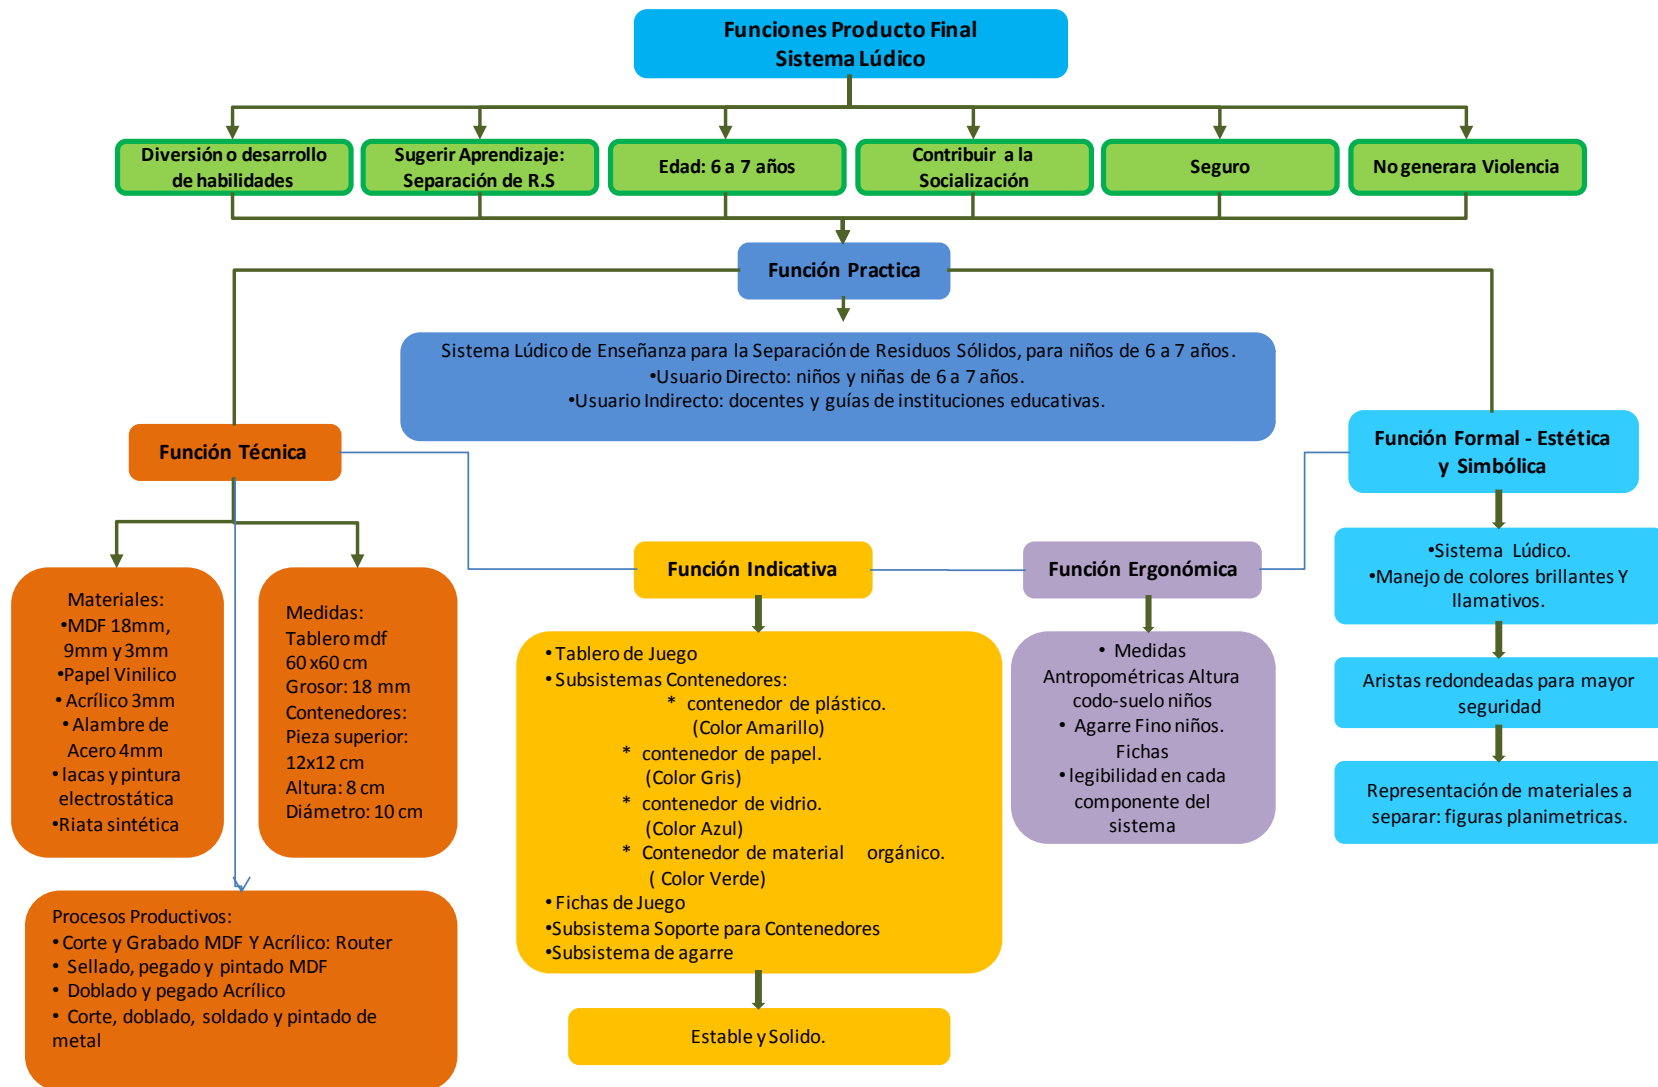 Funciones Producto Final
Sistema Lúdico
Diversión o desarrollo
de habilidades
Sugerir Aprendizaje:
Separación de R.S
Edad: 6 a 7 años
Contribuir a la
Socialización
Seguro
No generara Violencia
Función Practica
Sistema Lúdico de Enseñanza para la Separación de Residuos Sólidos, para niños de 6 a 7 años.
•Usuario Directo: niños y niñas de 6 a 7 años.
•Usuario Indirecto: docentes y guías de instituciones educativas.
Función Técnica
Función Formal - Estética
y Simbólica
Función Indicativa
Función Ergonómica
Materiales:
•MDF 18mm,
9mm y 3mm
•Papel Vinilico
•Acrílico 3mm
• Alambre de
Acero 4mm
• lacas y pintura
electrostática
•Riata sintética
Medidas:
Tablero mdf
60 x60 cm
Grosor: 18 mm
Contenedores:
Pieza superior:
12x12 cm
Altura: 8 cm
Diámetro: 10 cm
Procesos Productivos:
• Corte y Grabado MDF Y Acrílico: Router
• Sellado, pegado y pintado MDF
• Doblado y pegado Acrílico
• Corte, doblado, soldado y pintado de
metal
• Tablero de Juego
• Subsistemas Contenedores:
* contenedor de plástico.
(Color Amarillo)
* contenedor de papel.
(Color Gris)
* contenedor de vidrio.
(Color Azul)
* Contenedor de material orgánico.
( Color Verde)
• Fichas de Juego
•Subsistema Soporte para Contenedores
•Subsistema de agarre
Estable y Solido.
• Medidas
Antropométricas Altura
codo-suelo niños
• Agarre Fino niños.
Fichas
• legibilidad en cada
componente del
sistema
•Sistema Lúdico.
•Manejo de colores brillantes Y
llamativos.
Aristas redondeadas para mayor
seguridad
Representación de materiales a
separar: figuras planimetricas.